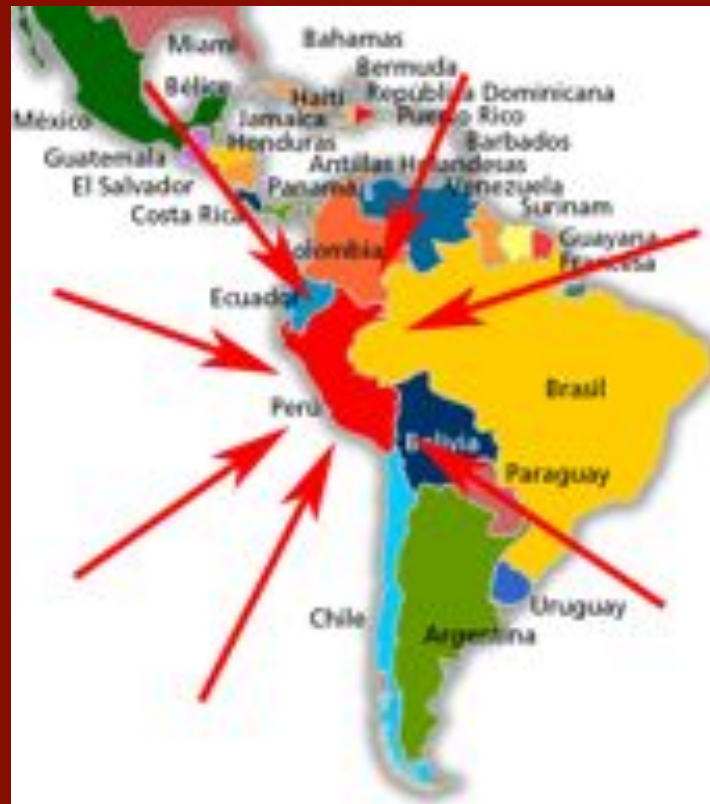 Miami
Bahamas
Bermuda
Bélice
Haiti
República Dominicana
México
Jamaica
Puerto Rico
Honduras
Barbados
Guatemala
Antillas Holandesas
El Salvador
Panamá
Venezuela
Costa Rica
Surinam
Colombia
Guayana
Francesa
Ecuador
Brasil
Perú
Bolivia
Paraguay
Chile
Uruguay
Argentina